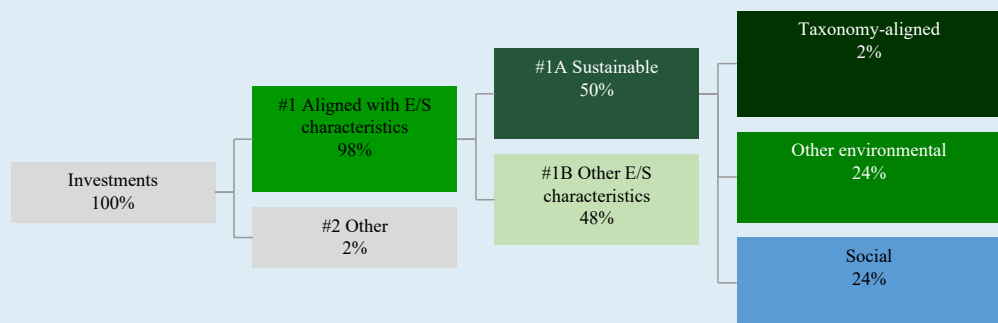 Investments
100%
#1 Aligned with E/S
characteristics
98%
#2 Other
2%
#1A Sustainable
50%
#1B Other E/S
characteristics
48%
Taxonomy-aligned
2%
Other environmental
24%
Social
24%